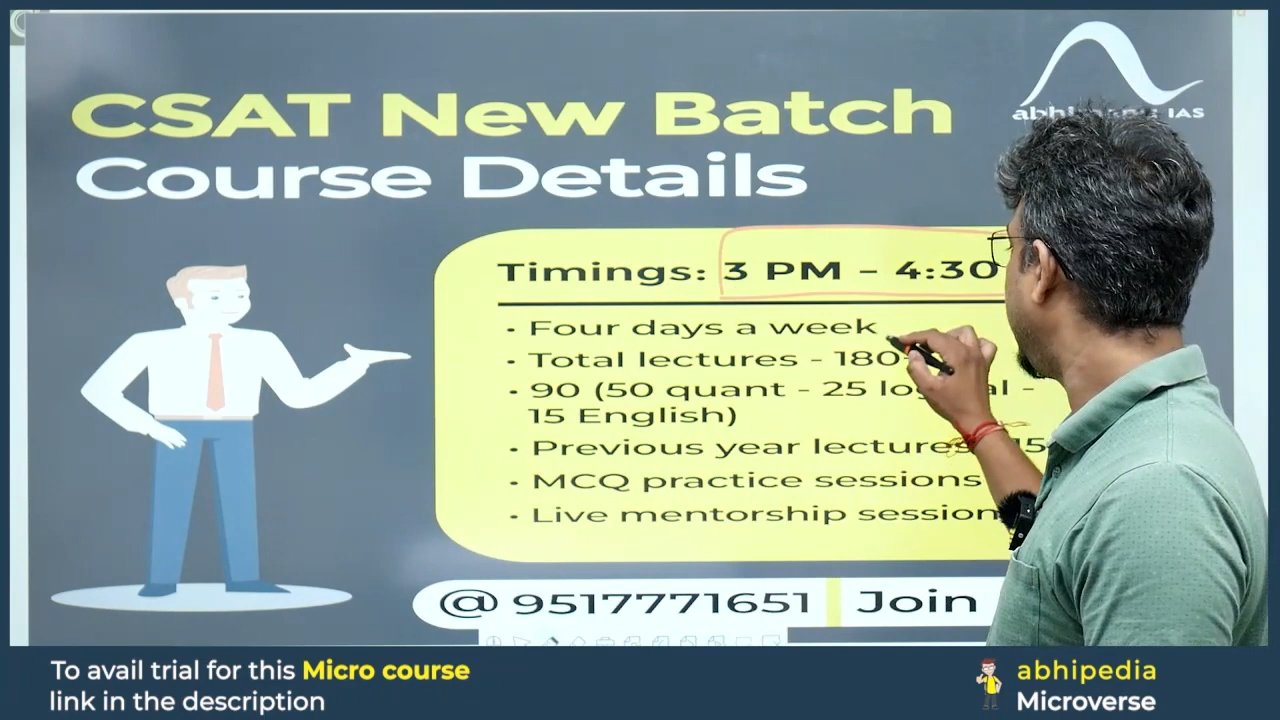 CSAT New Batch
Course Details
IAS
Timings: 3 PM – 4:30
• Four days a week
• Total lectures - 180
• 90 (50 quant - 25 -
15 English)
• Previous year lectures 15
• MCQ practice sessions
• Live mentorship session
@ 9517771651 | Join
To avail trial for this Micro course
link in the description
abhipedia
Microverse